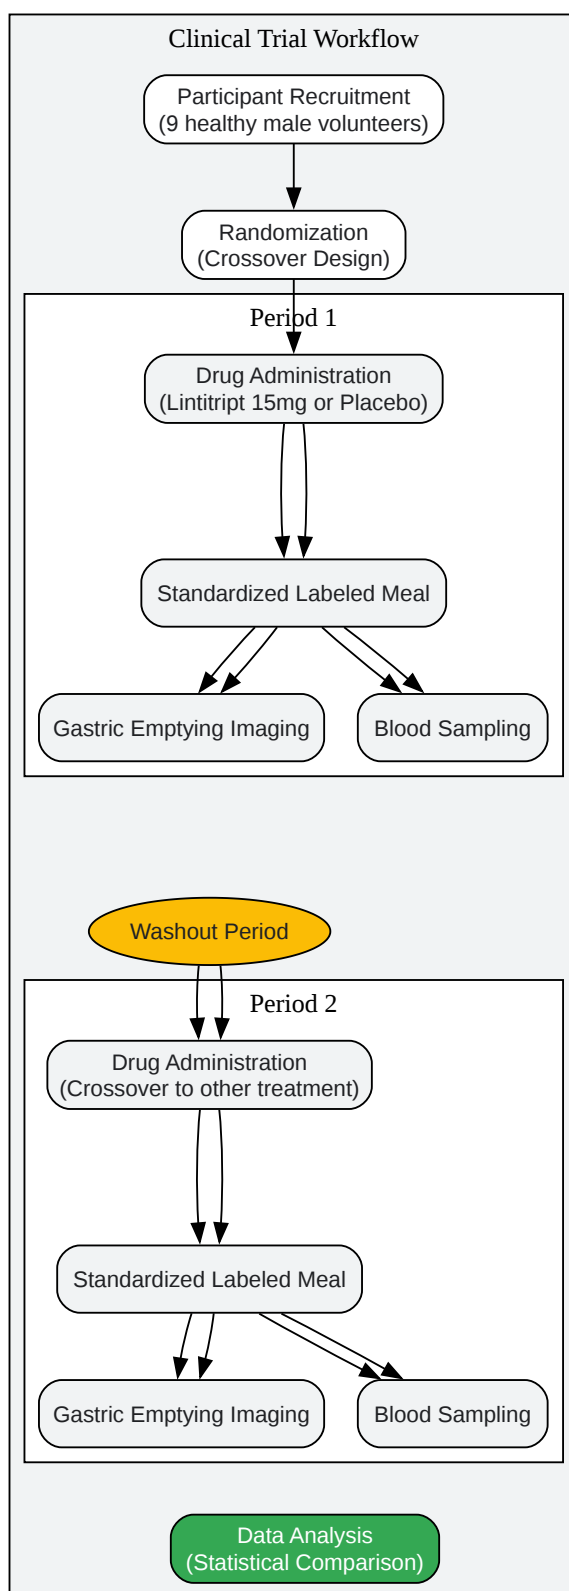 Clinical Trial Workflow
Participant Recruitment
(9 healthy male volunteers)
Randomization
(Crossover Design)
Period 1
Drug Administration
(Lintitript 15mg or Placebo)
Standardized Labeled Meal
Gastric Emptying Imaging
Blood Sampling
Washout Period
Period 2
Drug Administration
(Crossover to other treatment)
Standardized Labeled Meal
Gastric Emptying Imaging
Blood Sampling
Data Analysis
(Statistical Comparison)